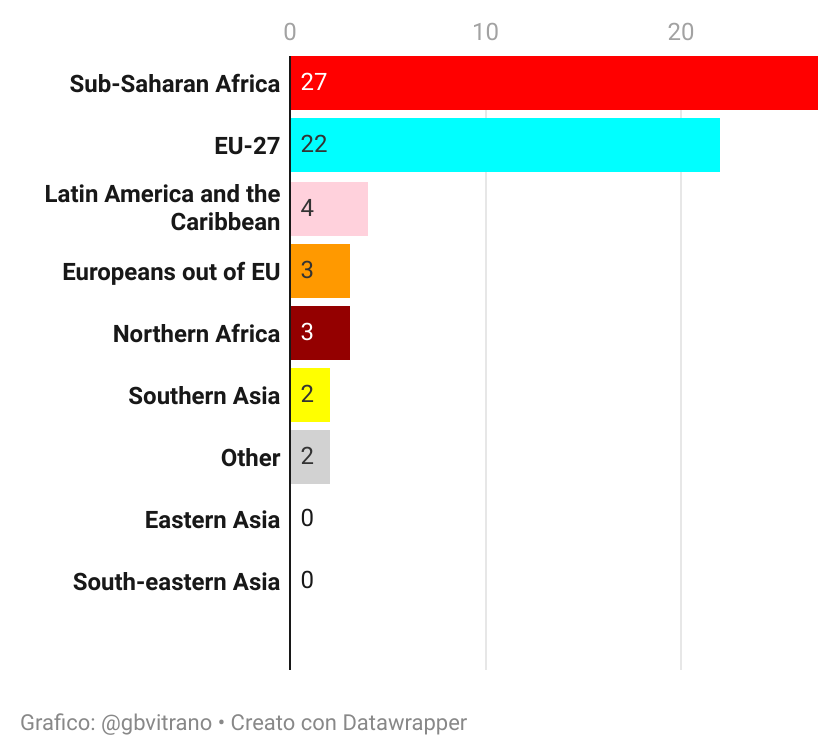 0 10 20
Sub-Saharan Africa 27
EU-27 22
Latin America and the
Caribbean 4
Europeans out of EU 3
Northern Africa 3
Southern Asia 2
Other 2
Eastern Asia 0
South-eastern Asia 0
Grafico: @gbvitrano • Creato con Datawrapper